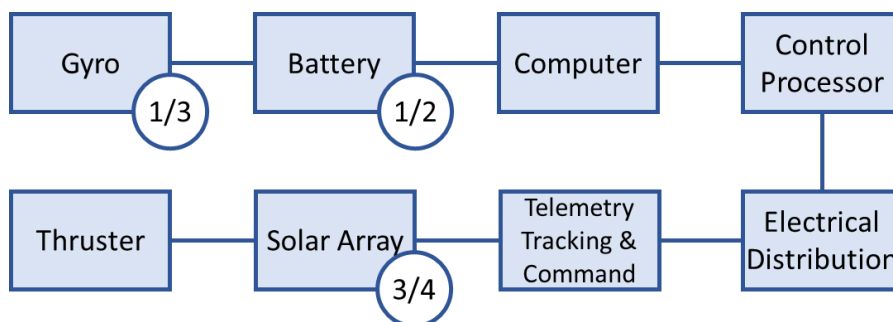 Gyro
1/3
Battery
1/2
Computer
Control
Processor
Thruster
Solar Array
3/4
Telemetry
Tracking &
Command
Electrical
Distribution